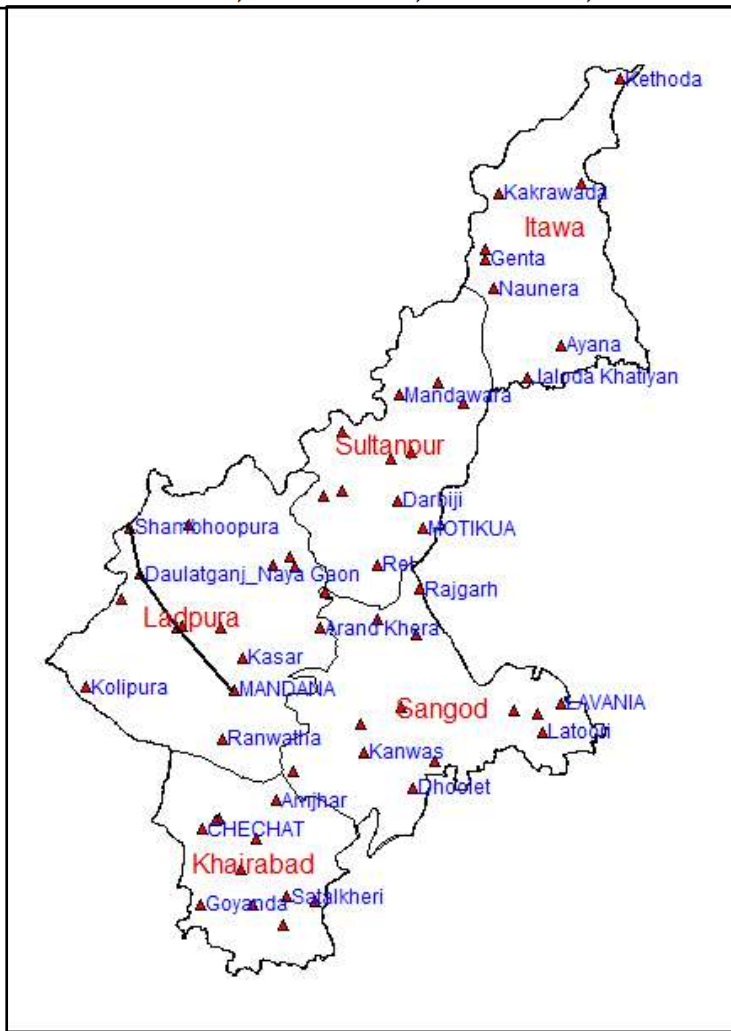 Kethoda
Kakrawada
Itawa
Genta
Naunera
Ayana
Jaloda Khatiyan
Mandawara
Sultanpur
Darbiji
MOTIKUA
Shambhoopura
Rel
Daulatganj_Naya Gaon
Rajgarh
Ladpura
Arand Khera
Kasar
Kolipura
MANDANA
LAVANIA
Sangod
Latoori
Ranwatha
Kanwas
Dhoolet
Amjhar
CHECHAT
Khairabad
Satalkheri
Goyanda